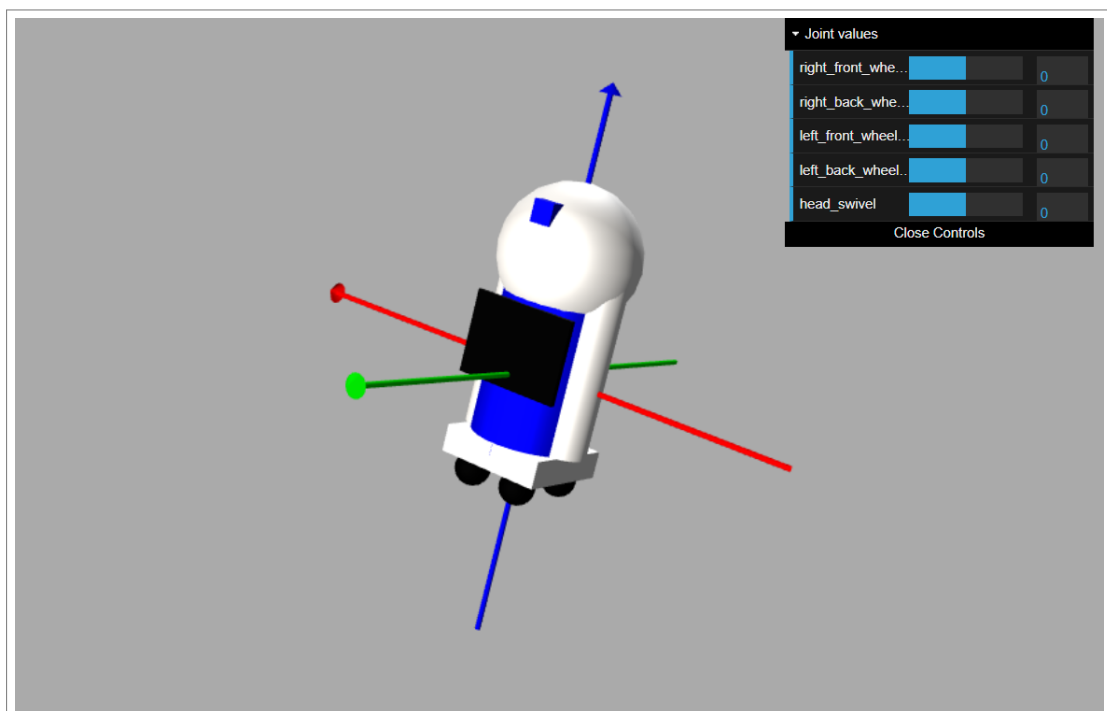 Joint values
right_front_whe... 0
right_back_whe... 0
left_front_wheel... 0
left_back_wheel.. 0
head_swivel 0
Close Controls